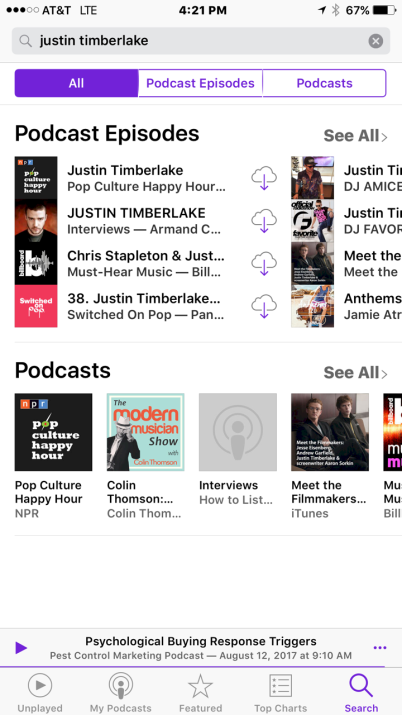 AT&T LTE 4:21 PM 67%
justin timberlake
All Podcast Episodes Podcasts
Podcast Episodes See All>
npr
pop culture happy hour
Justin Timberlake
Pop Culture Happy Hour...
JUSTIN TIMBERLAKE
Interviews — Armand C...
billboard
Chris Stapleton & Just...
Must-Hear Music — Bill...
Switched on pop
38. Justin Timberlake...
Switched On Pop — Pan...
Justin Ti
DJ AMICE
official
favorite
Justin Ti
DJ FAVOR
Meet the
Meet the
Anthems
Jamie Atr
Podcasts See All>
npr
pop
culture
happy
hour
The
modern
musician
Show
with
Colin Thomson
Meet the Filmmakers:
Jesse Eisenberg,
Andrew Garfield,
Justin Timberlake &
screenwriter Aaron Sorkin
Pop Culture
Happy Hour
NPR
Colin
Thomson:...
Colin Thom...
Interviews
How to List...
Meet the
Filmmakers...
iTunes
Mu
Mu
Bill
Psychological Buying Response Triggers
Pest Control Marketing Podcast — August 12, 2017 at 9:10 AM
Unplayed My Podcasts Featured Top Charts Search